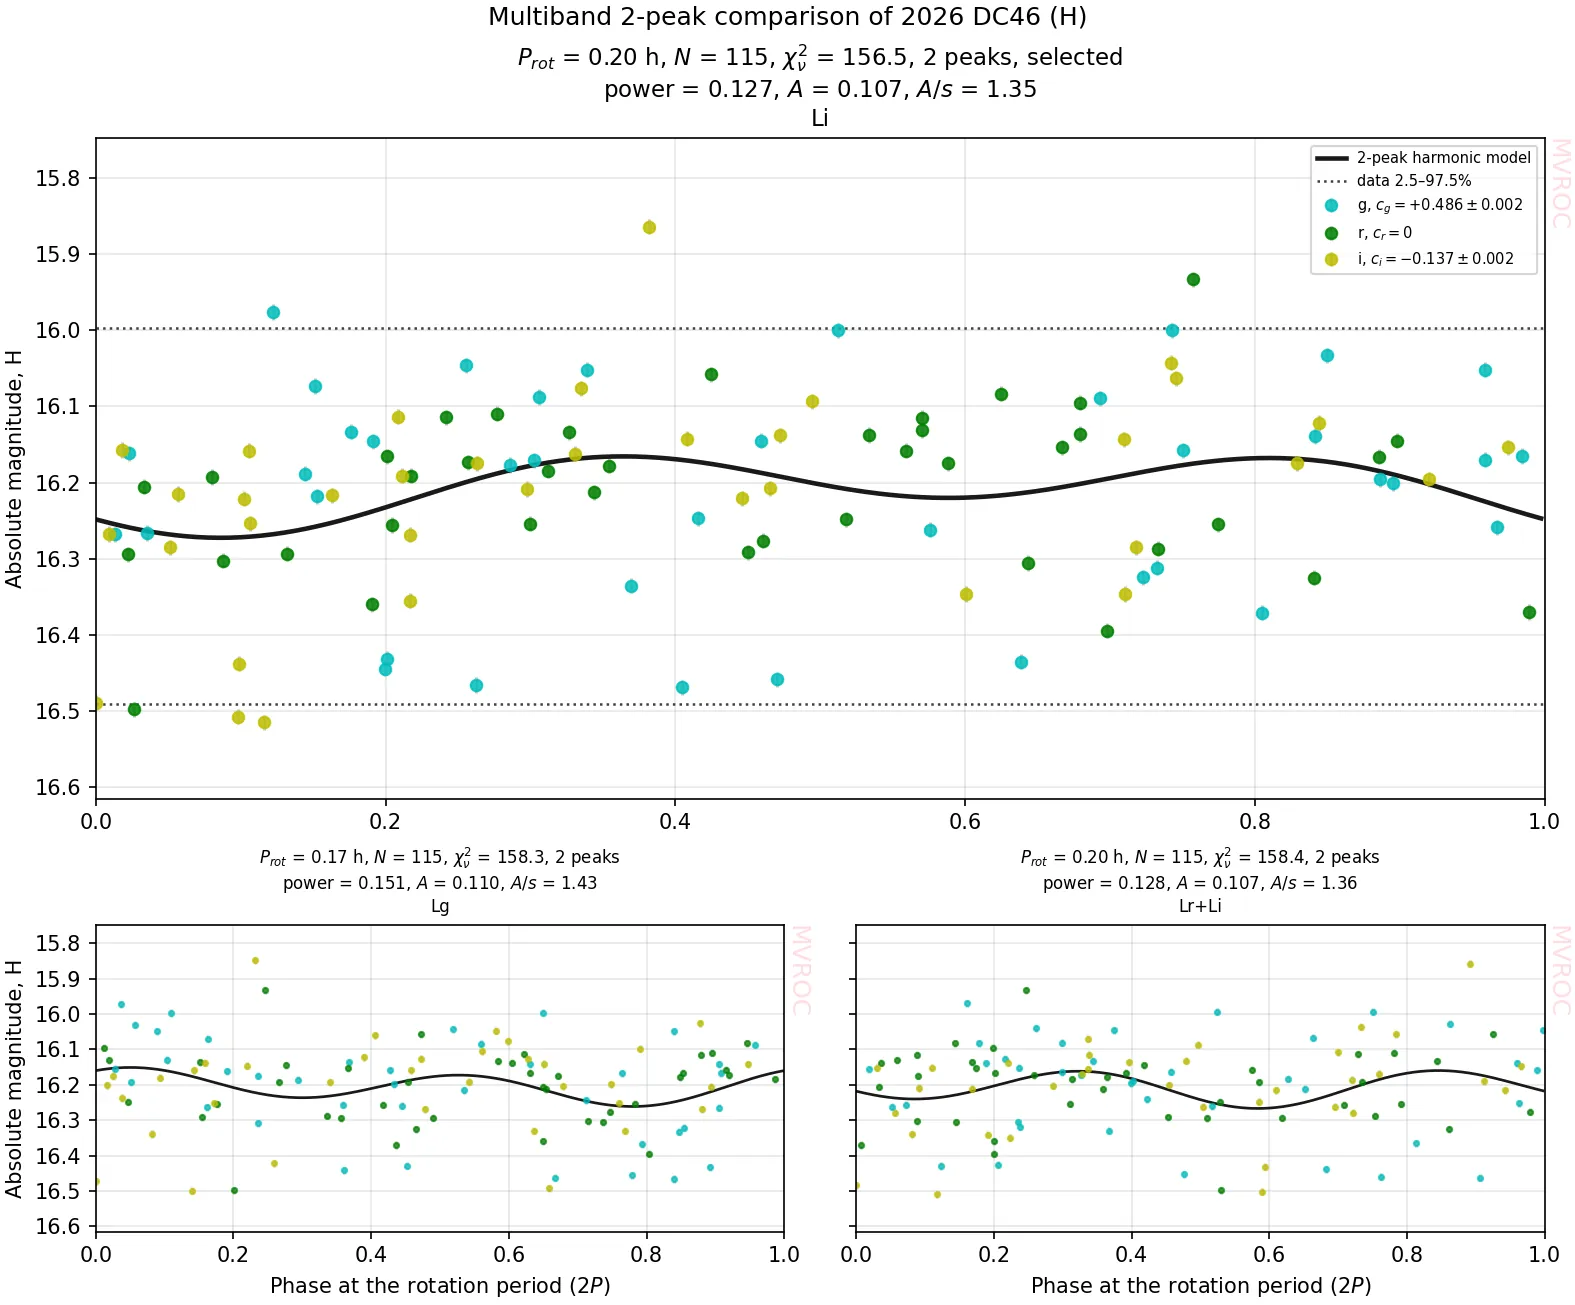 Multiband 2-peak comparison of 2026 DC46 (H)
P_rot = 0.20 h, N = 115, χ²_ν = 156.5, 2 peaks, selected
power = 0.127, A = 0.107, A/s = 1.35
Li
15.8
15.9
16.0
16.1
16.2
16.3
16.4
16.5
16.6
Absolute magnitude, H
0.0 0.2 0.4 0.6 0.8 1.0
2-peak harmonic model
data 2.5–97.5%
g, c_g = +0.486 ± 0.002
r, c_r = 0
i, c_i = −0.137 ± 0.002
MVROC
P_rot = 0.17 h, N = 115, χ²_ν = 158.3, 2 peaks
power = 0.151, A = 0.110, A/s = 1.43
Lg
15.8
15.9
16.0
16.1
16.2
16.3
16.4
16.5
16.6
Absolute magnitude, H
0.0 0.2 0.4 0.6 0.8 1.0
Phase at the rotation period (2P)
MVROC
P_rot = 0.20 h, N = 115, χ²_ν = 158.4, 2 peaks
power = 0.128, A = 0.107, A/s = 1.36
Lr+Li
0.0 0.2 0.4 0.6 0.8 1.0
Phase at the rotation period (2P)
MVROC